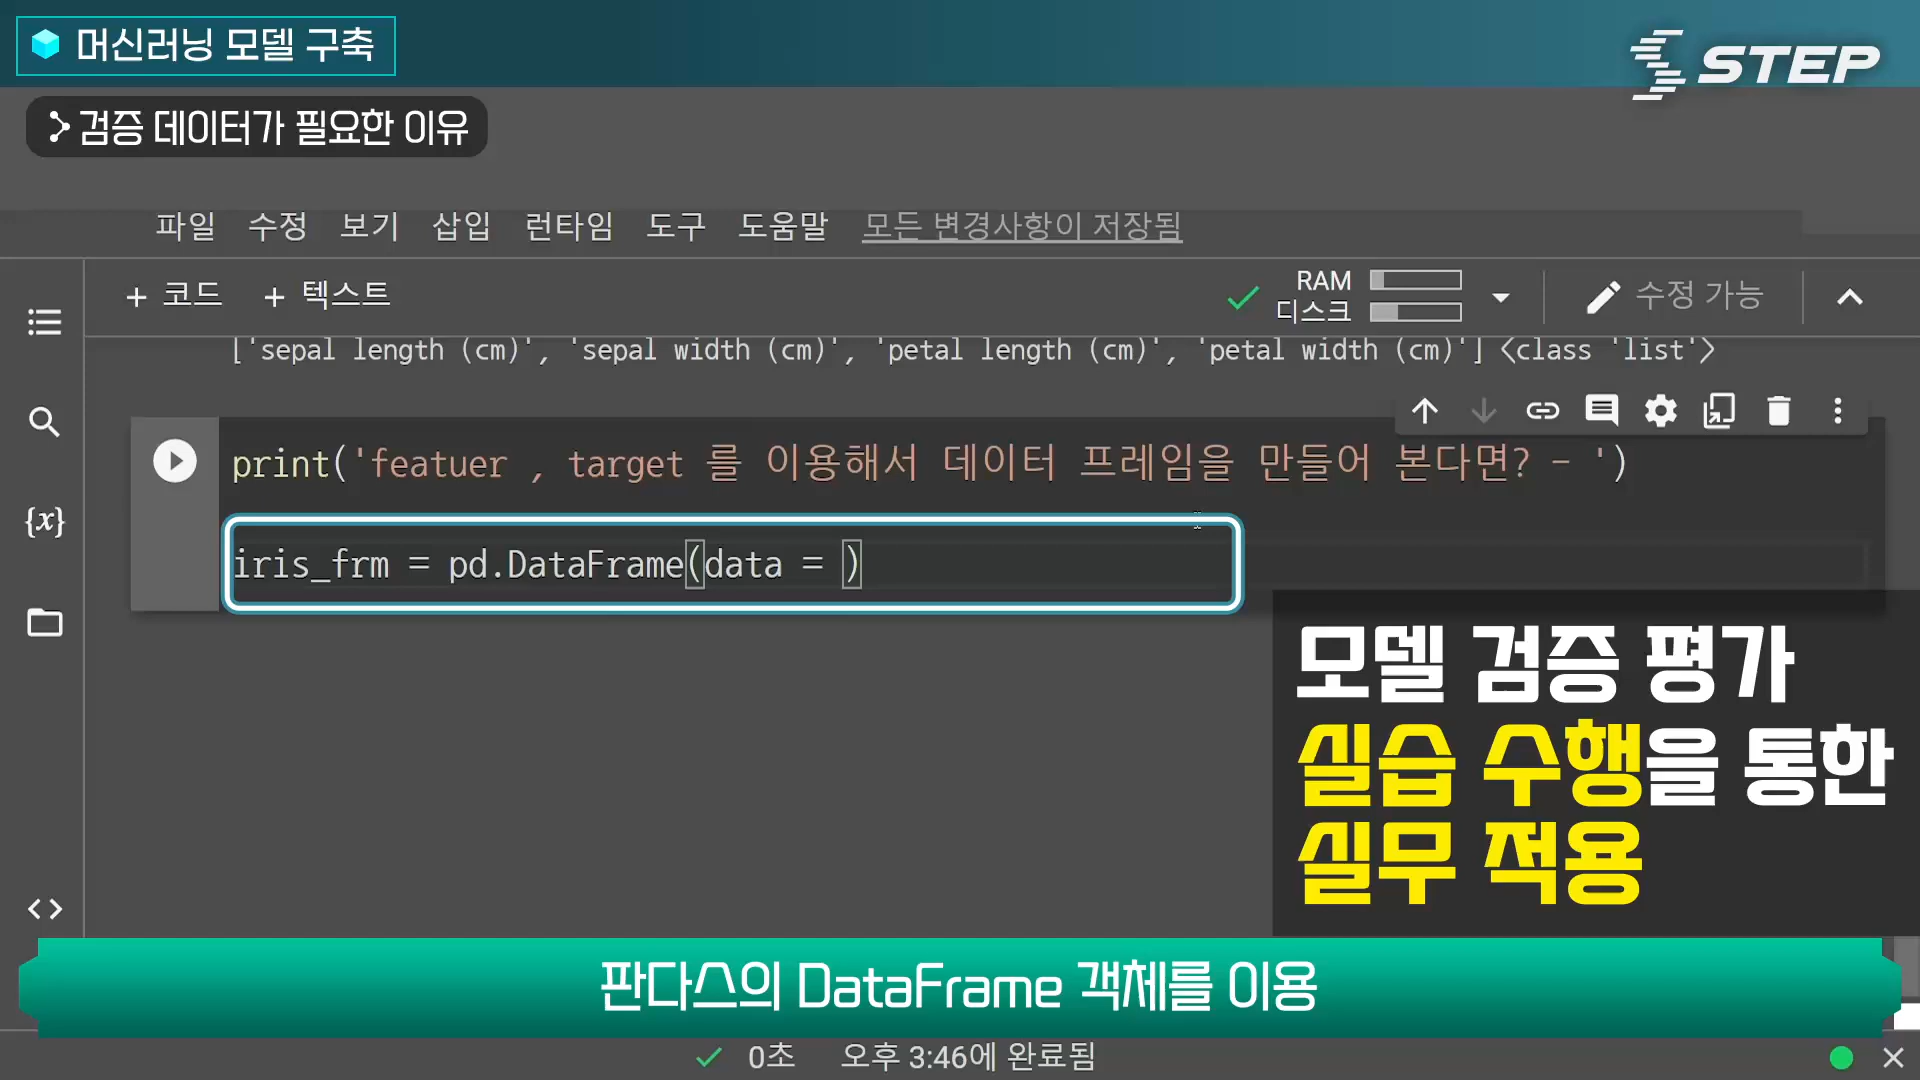 머신러닝 모델 구축
STEP
검증 데이터가 필요한 이유
파일 수정 보기 삽입 런타임 도구 도움말 모든 변경사항이 저장됨
+ 코드 + 텍스트
RAM
디스크
수정 가능
['sepal length (cm)', 'sepal width (cm)', 'petal length (cm)', 'petal width (cm)'] <class 'list'>
{x}
print('featuer , target 를 이용해서 데이터 프레임을 만들어 본다면? - ')
iris_frm = pd.DataFrame(data = )
모델 검증 평가
실습 수행을 통한
실무 적용
판다스의 DataFrame 객체를 이용
0초 오후 3:46에 완료됨